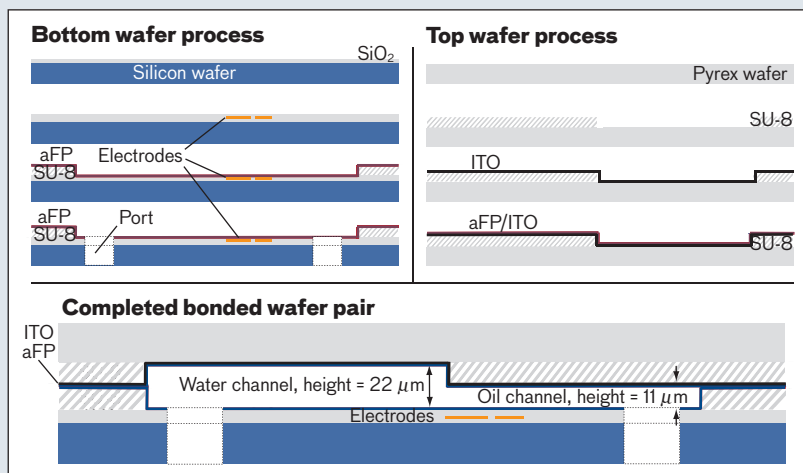 Bottom wafer process
SiO2
Silicon wafer
Electrodes
aFP
SU-8
aFP
SU-8
Port
Top wafer process
Pyrex wafer
SU-8
ITO
aFP/ITO
SU-8
Completed bonded wafer pair
ITO
aFP
Water channel, height = 22 μm
Oil channel, height = 11 μm
Electrodes